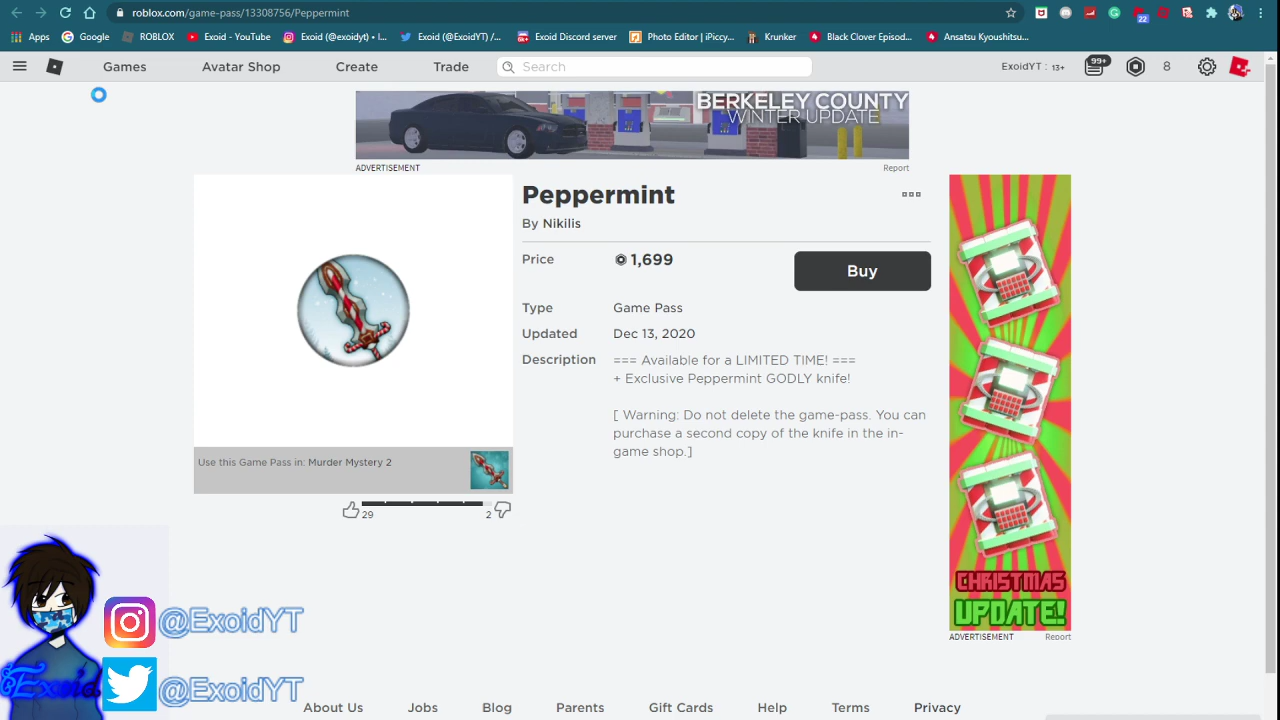 roblox.com/game-pass/13308756/Peppermint
22
Apps Google ROBLOX Exoid - YouTube Instagram (@exoidyt) • I... Twitter Exoid (@ExoidYT) /... Exoid Discord server Photo Editor | iPiccy... Krunker Black Clover Episod... Ansatsu Kyoushitsu...
Games Avatar Shop Create Trade Search ExoidYT : 13+ 99+ 8
BERKELEY COUNTY
WINTER UPDATE
ADVERTISEMENT Report
Peppermint
By Nikilis
Price 1,699 Buy
Type Game Pass
Updated Dec 13, 2020
Description === Available for a LIMITED TIME! ===
+ Exclusive Peppermint GODLY knife!
[ Warning: Do not delete the game-pass. You can
purchase a second copy of the knife in the in-
game shop.]
Use this Game Pass in: Murder Mystery 2
29 2
CHRISTMAS
UPDATE!
ADVERTISEMENT Report
@ExoidYT
@ExoidYT
Exoid
About Us Jobs Blog Parents Gift Cards Help Terms Privacy